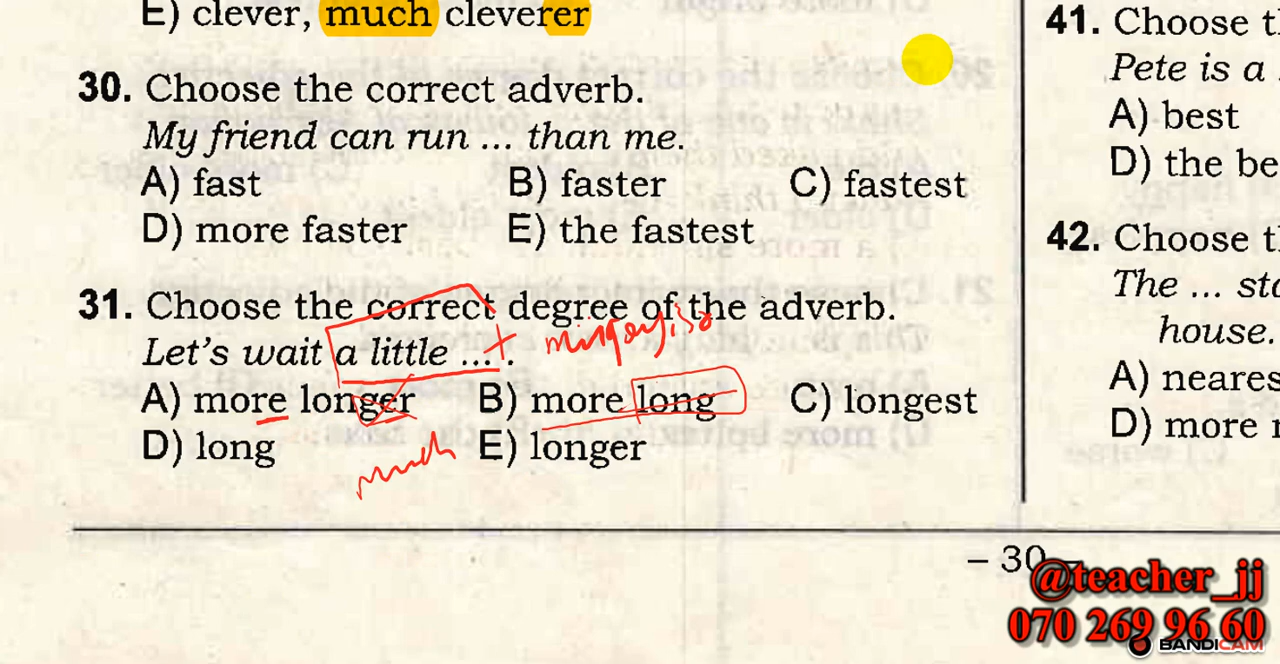 E) clever, much cleverer
30. Choose the correct adverb.
My friend can run ... than me.
A) fast B) faster C) fastest
D) more faster E) the fastest
31. Choose the correct degree of the adverb.
Let's wait a little ... .
A) more longer B) more long C) longest
D) long E) longer
much
41. Choose
Pete is a
A) best
D) the be
42. Choose
The ...
house.
A) neares
D) more
– 30 –
@teacher_jj
070 269 96 60
BANDICAM